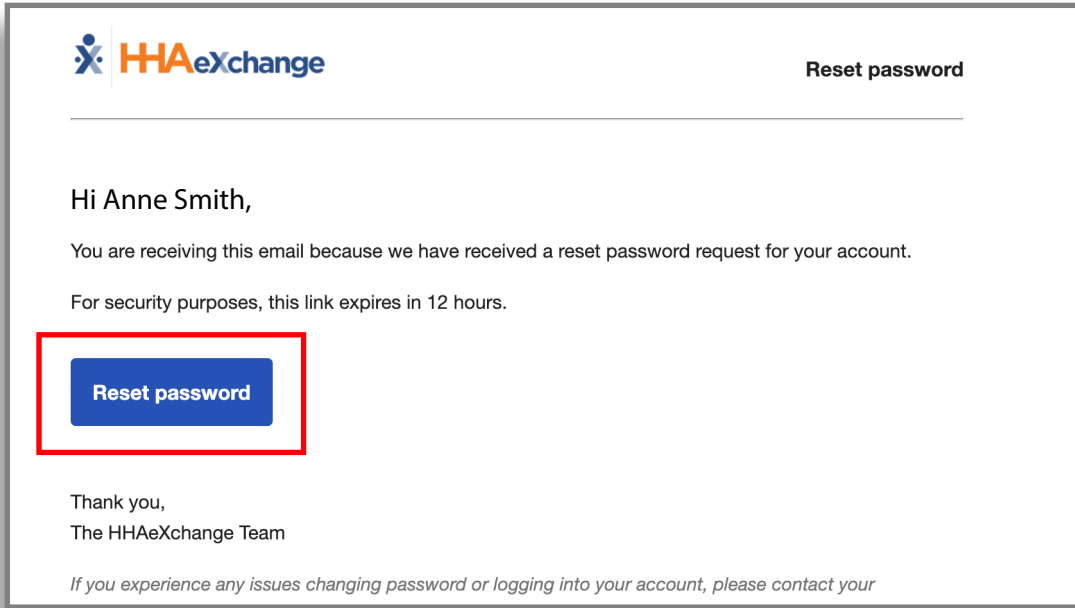 HHAeXchange
Reset password
Hi Anne Smith,
You are receiving this email because we have received a reset password request for your account.
For security purposes, this link expires in 12 hours.
Reset password
Thank you,
The HHAeXchange Team
If you experience any issues changing password or logging into your account, please contact your